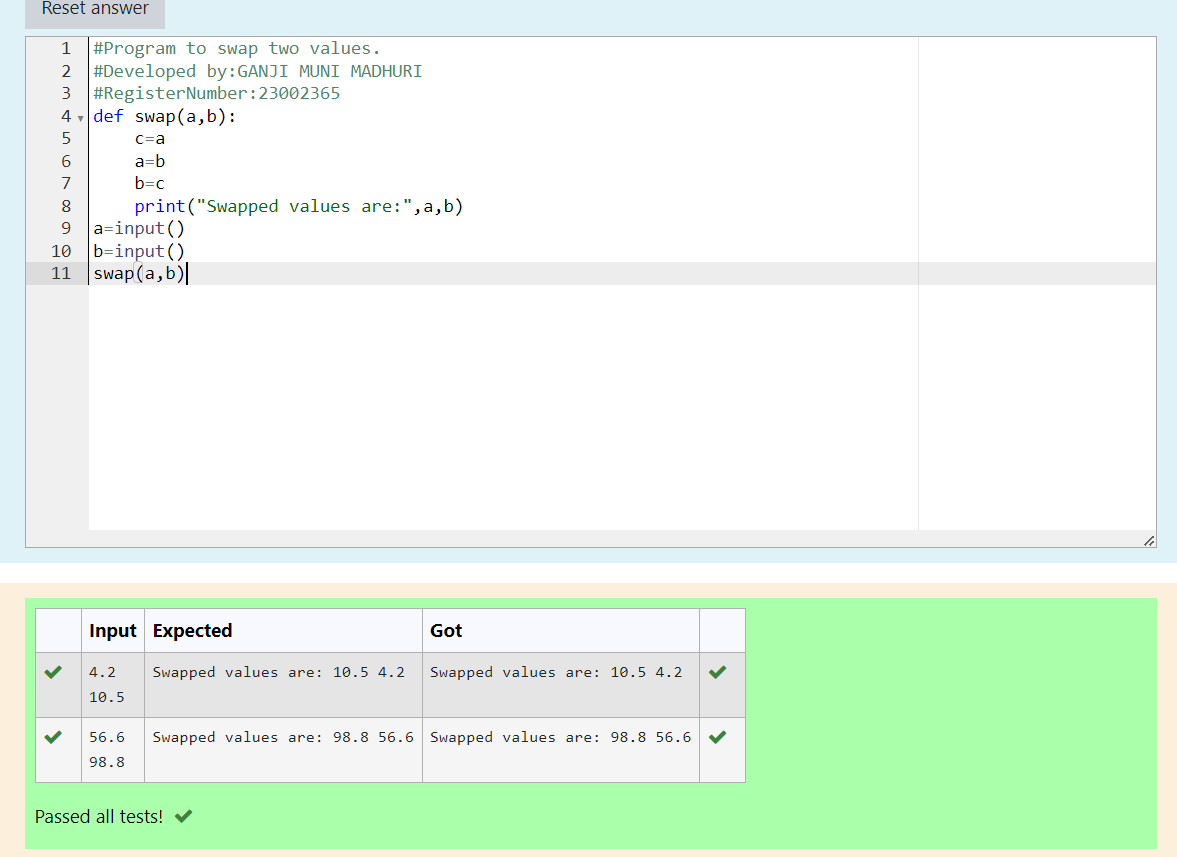 Reset answer
1 #Program to swap two values.
2 #Developed by:GANJI MUNI MADHURI
3 #RegisterNumber:23002365
4 def swap(a,b):
5     c=a
6     a=b
7     b=c
8     print("Swapped values are:",a,b)
9 a=input()
10 b=input()
11 swap(a,b)
Input Expected Got
4.2 Swapped values are: 10.5 4.2 Swapped values are: 10.5 4.2
10.5
56.6 Swapped values are: 98.8 56.6 Swapped values are: 98.8 56.6
98.8
Passed all tests!